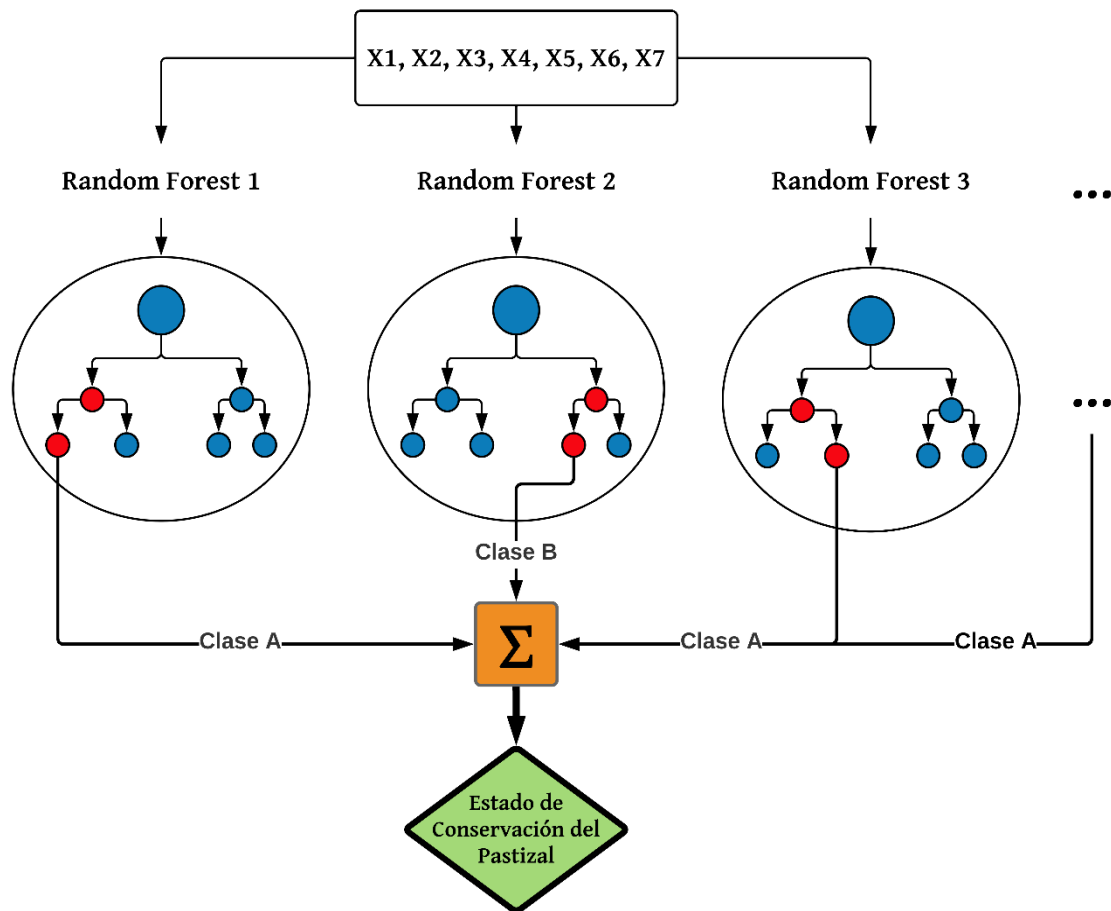 X1, X2, X3, X4, X5, X6, X7
Random Forest 1
Random Forest 2
Random Forest 3
...
...
Clase B
Clase A
Σ
Clase A
Clase A
Estado de
Conservación del
Pastizal